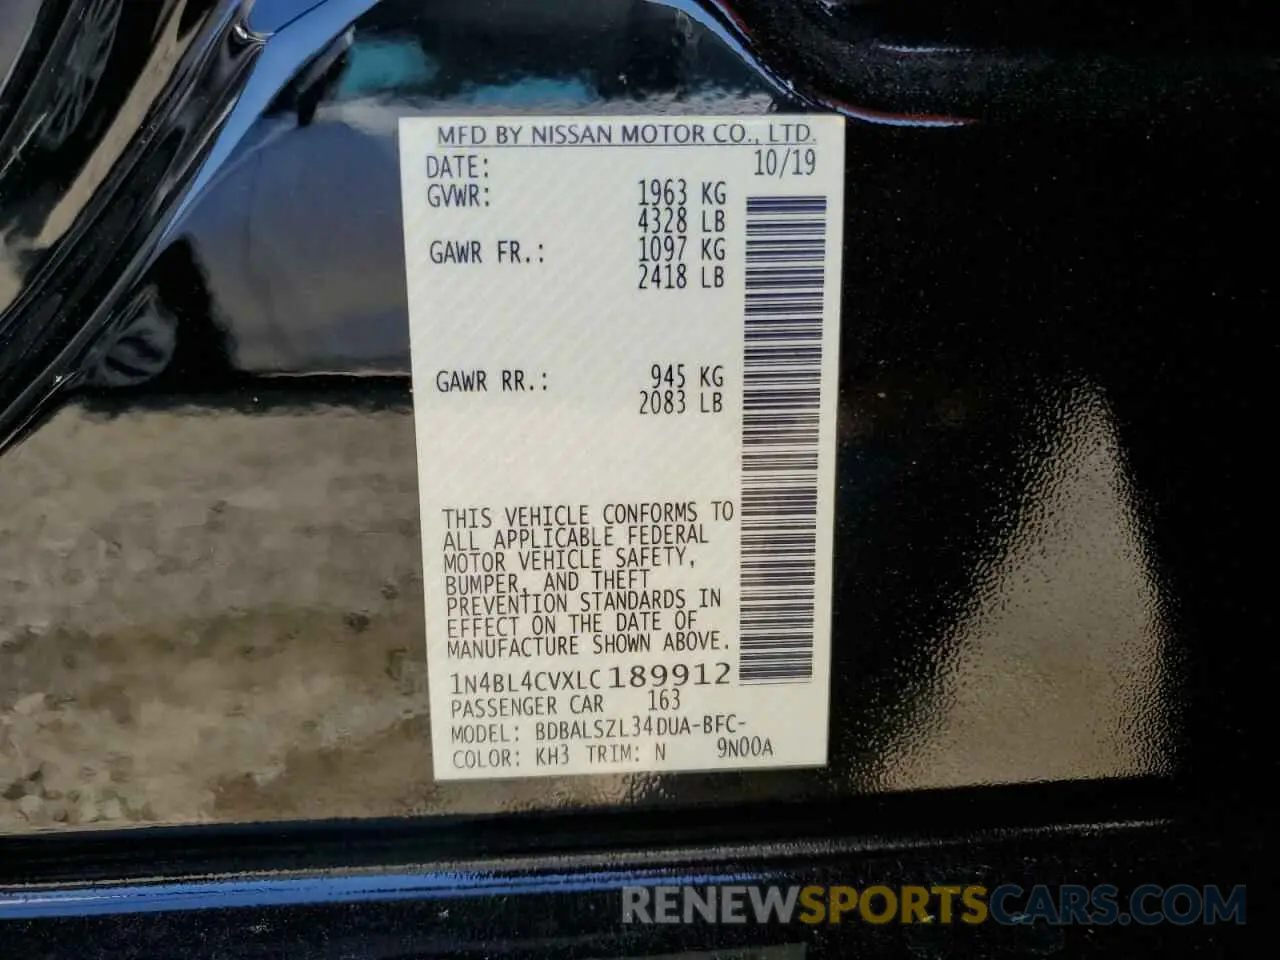 MFD BY NISSAN MOTOR CO., LTD.
DATE: 10/19
GVWR: 1963 KG
4328 LB
GAWR FR.: 1097 KG
2418 LB
GAWR RR.: 945 KG
2083 LB
THIS VEHICLE CONFORMS TO
ALL APPLICABLE FEDERAL
MOTOR VEHICLE SAFETY,
BUMPER, AND THEFT
PREVENTION STANDARDS IN
EFFECT ON THE DATE OF
MANUFACTURE SHOWN ABOVE.
1N4BL4CVXLC189912
PASSENGER CAR 163
MODEL: BDBALSZL34DUA-BFC-
COLOR: KH3 TRIM: N 9N00A
RENEWSPORTSCARS.COM